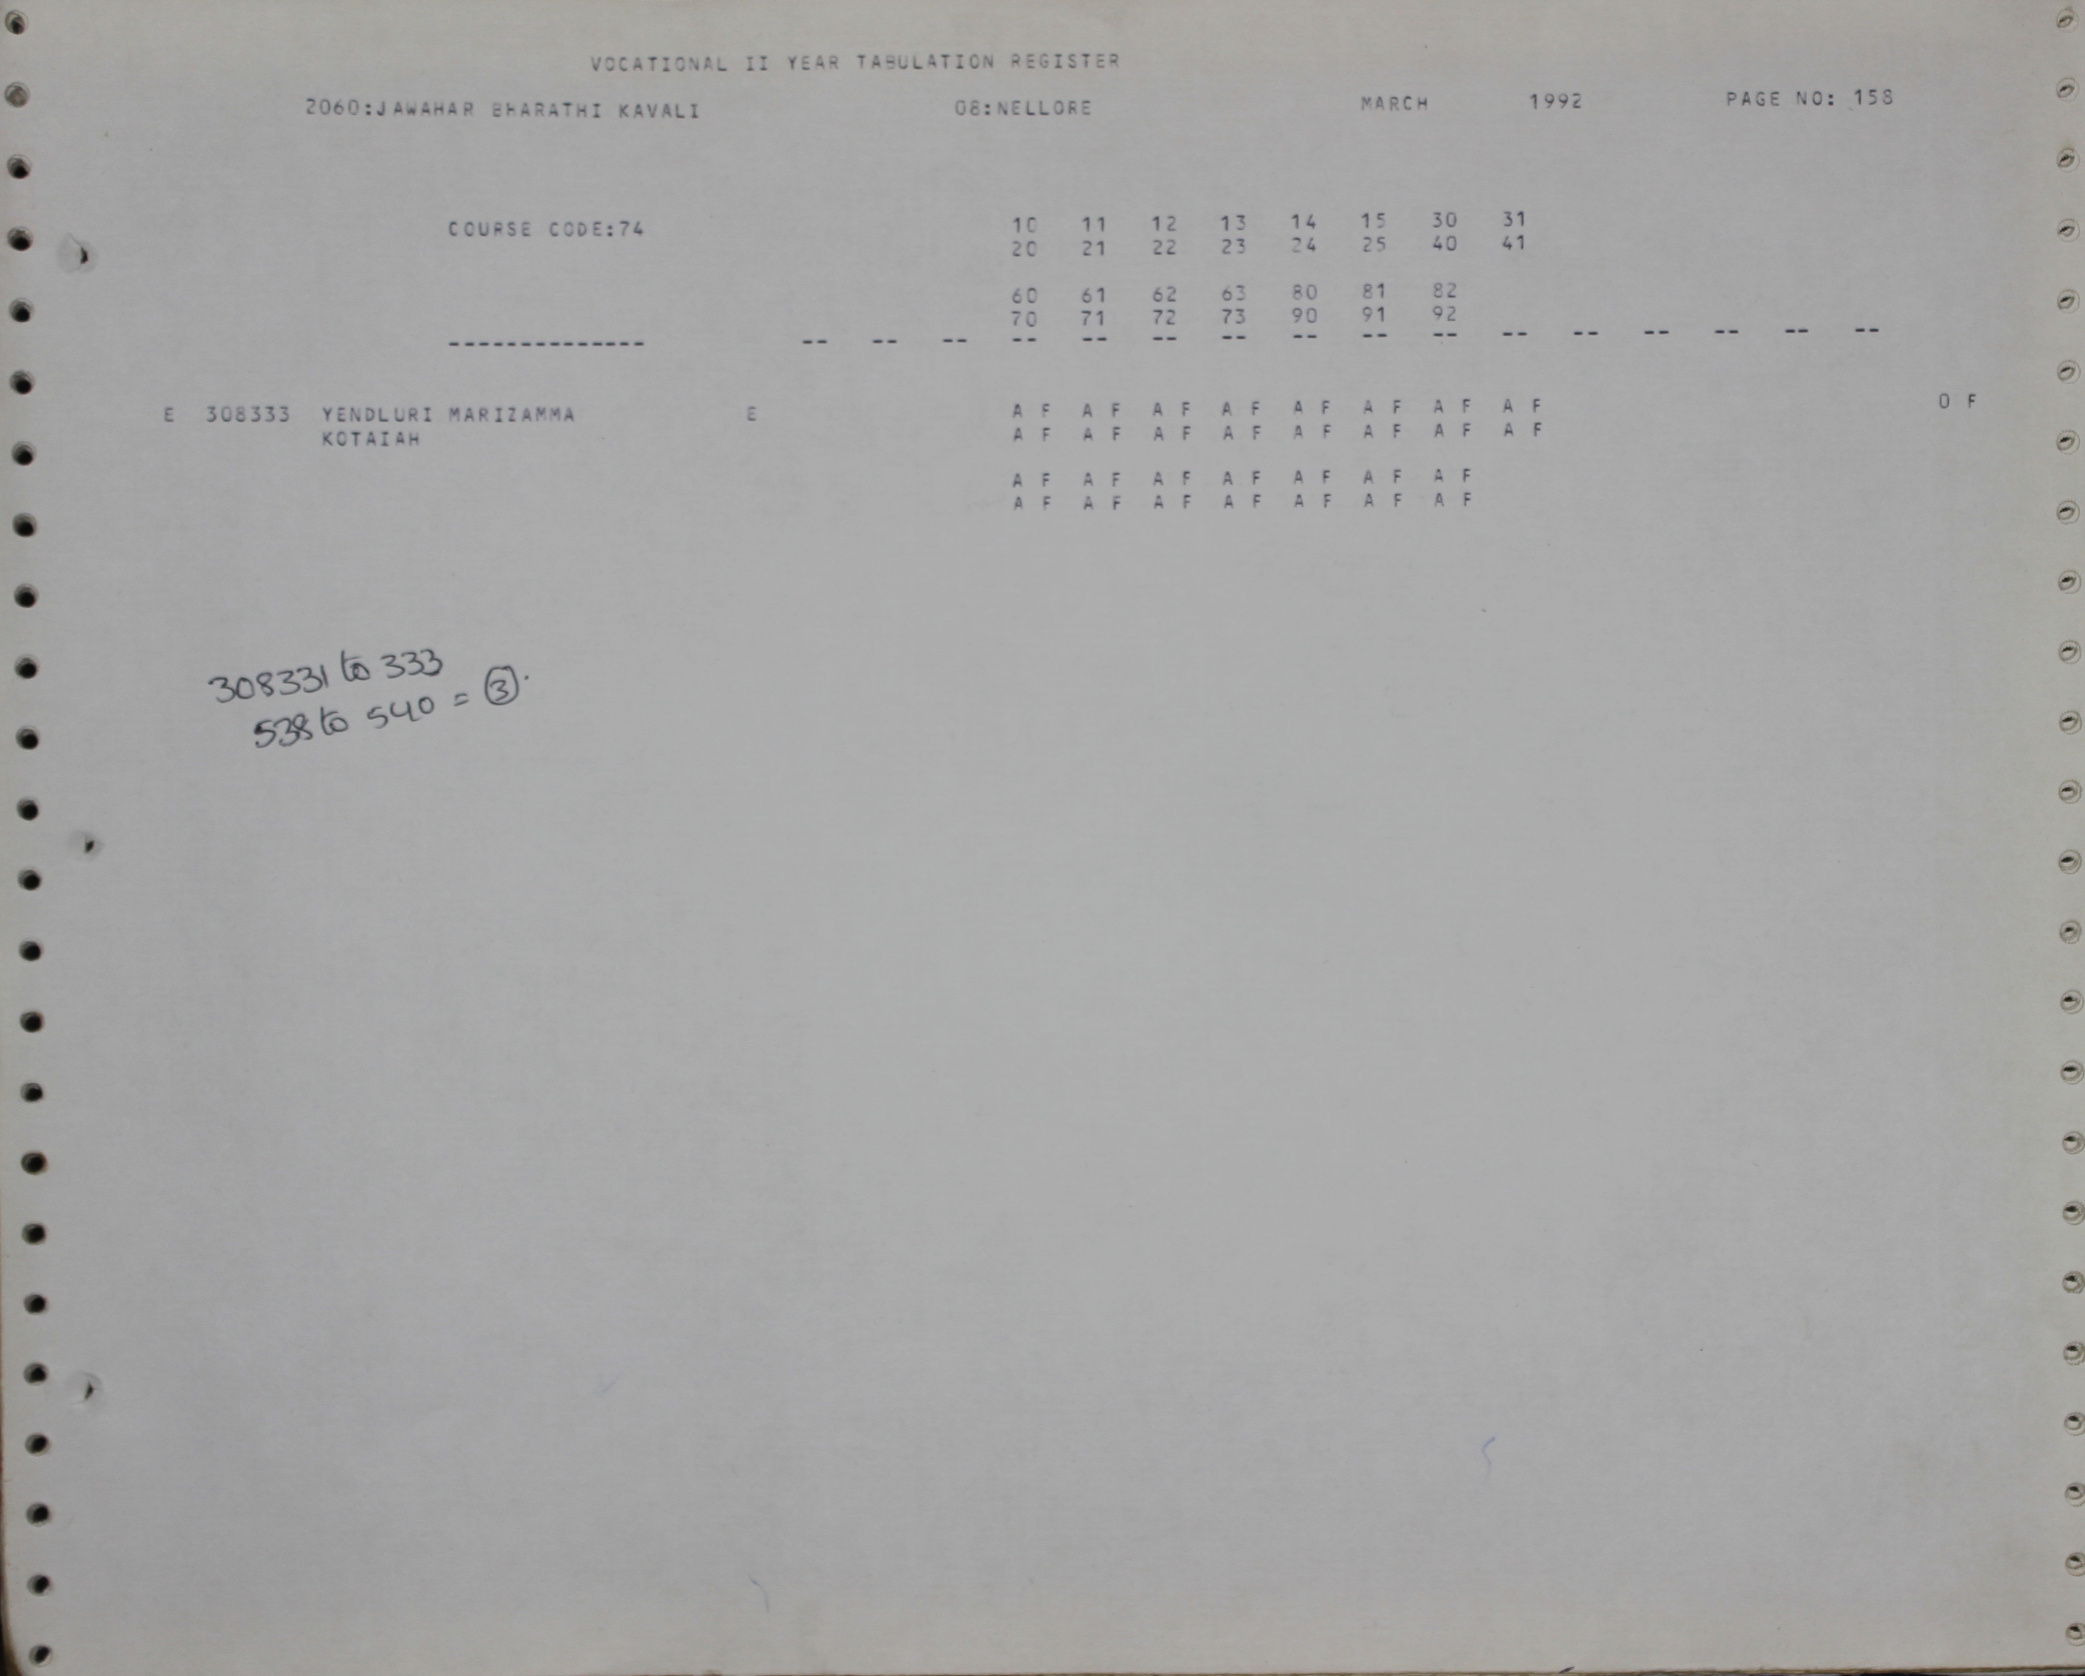 VOCATIONAL II YEAR TABULATION REGISTER
2060:JAWAHAR BHARATHI KAVALI 08:NELLORE MARCH 1992 PAGE NO: 158
COURSE CODE:74 10 11 12 13 14 15 30 31
20 21 22 23 24 25 40 41
60 61 62 63 80 81 82
70 71 72 73 90 91 92
-------------- -- -- -- -- -- -- -- -- -- -- -- -- -- -- -- --
E 308333 YENDLURI MARIZAMMA E A F A F A F A F A F A F A F A F 0 F
KOTAIAH A F A F A F A F A F A F A F A F
A F A F A F A F A F A F A F
A F A F A F A F A F A F A F
308331 to 333
538 to 540 = 3.